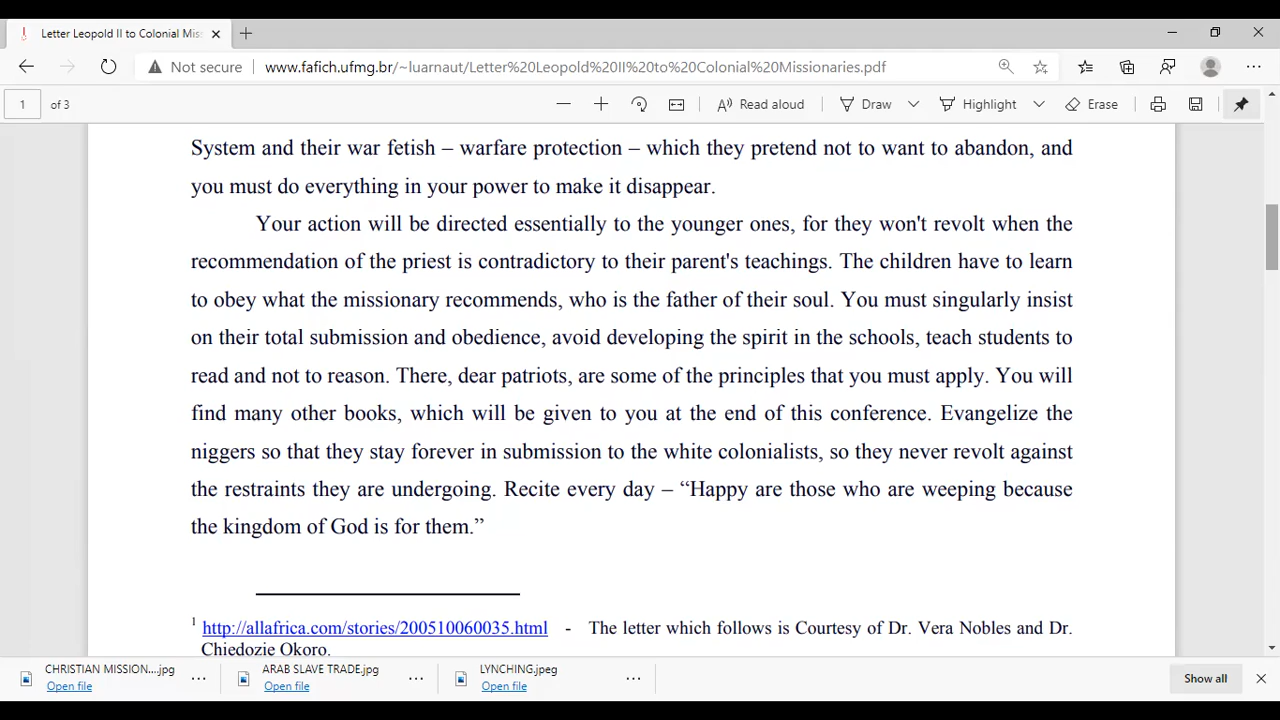 Letter Leopold II to Colonial Mis
Not secure www.fafich.ufmg.br/~luarnaut/Letter%20Leopold%20II%20to%20Colonial%20Missionaries.pdf
1 of 3 Read aloud Draw Highlight Erase
System and their war fetish – warfare protection – which they pretend not to want to abandon, and
you must do everything in your power to make it disappear.
Your action will be directed essentially to the younger ones, for they won't revolt when the
recommendation of the priest is contradictory to their parent's teachings. The children have to learn
to obey what the missionary recommends, who is the father of their soul. You must singularly insist
on their total submission and obedience, avoid developing the spirit in the schools, teach students to
read and not to reason. There, dear patriots, are some of the principles that you must apply. You will
find many other books, which will be given to you at the end of this conference. Evangelize the
niggers so that they stay forever in submission to the white colonialists, so they never revolt against
the restraints they are undergoing. Recite every day – “Happy are those who are weeping because
the kingdom of God is for them.”
1 http://allafrica.com/stories/200510060035.html - The letter which follows is Courtesy of Dr. Vera Nobles and Dr.
Chiedozie Okoro.
CHRISTIAN MISSION....jpg ARAB SLAVE TRADE.jpg LYNCHING.jpeg
Open file Open file Open file Show all